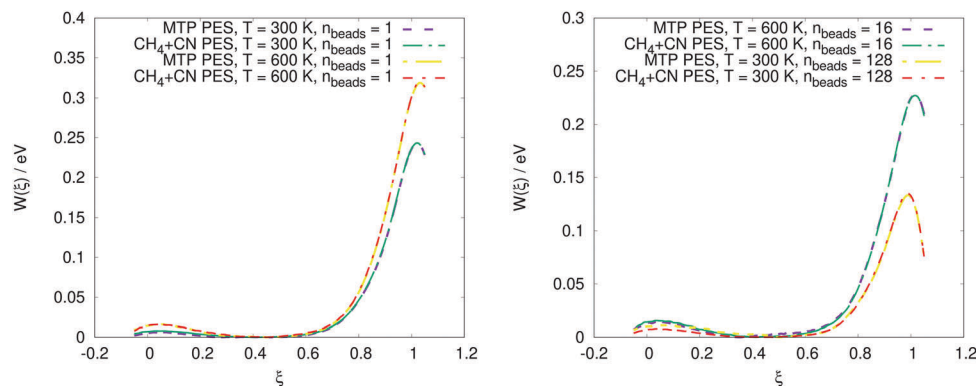 0.4
0.35
0.3
0.25
0.2
0.15
0.1
0.05
0
W(ξ) / eV
MTP PES, T = 300 K, nbeads = 1
CH4+CN PES, T = 300 K, nbeads = 1
MTP PES, T = 600 K, nbeads = 1
CH4+CN PES, T = 600 K, nbeads = 1
-0.2 0 0.2 0.4 0.6 0.8 1 1.2
ξ
0.3
0.25
0.2
0.15
0.1
0.05
0
W(ξ) / eV
MTP PES, T = 600 K, nbeads = 16
CH4+CN PES, T = 600 K, nbeads = 16
MTP PES, T = 300 K, nbeads = 128
CH4+CN PES, T = 300 K, nbeads = 128
-0.2 0 0.2 0.4 0.6 0.8 1 1.2
ξ